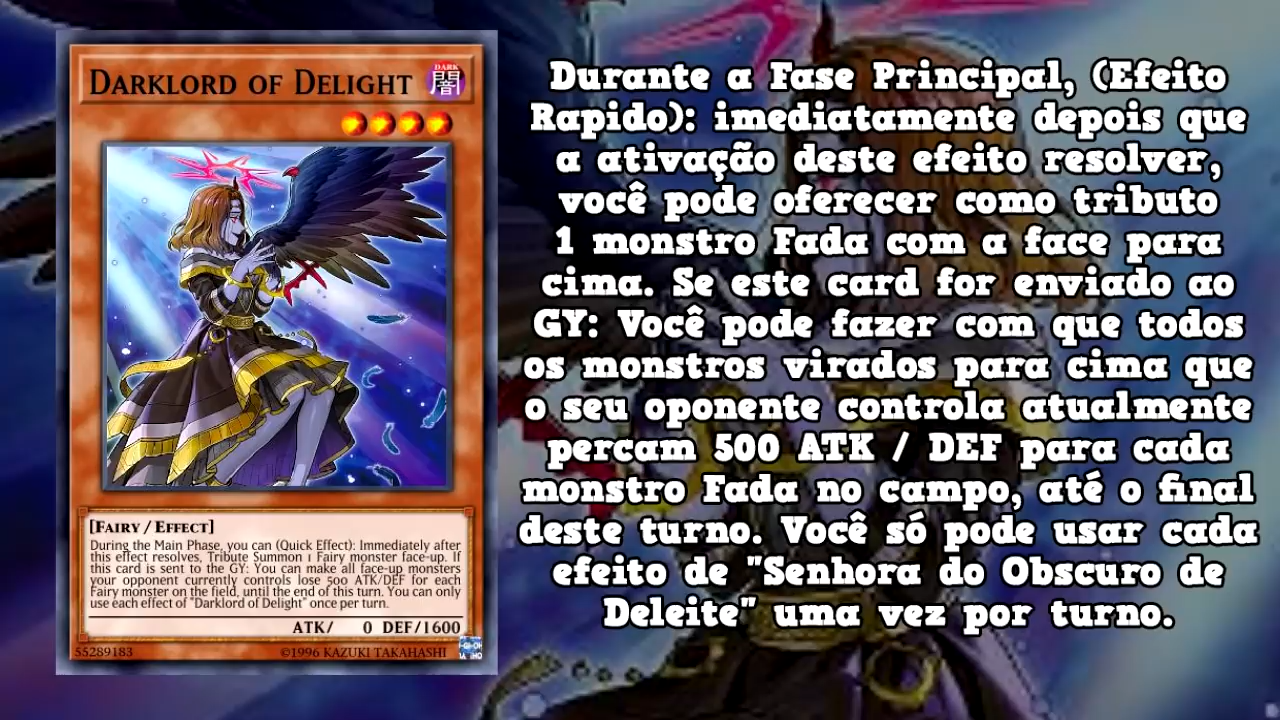 DARKLORD OF DELIGHT
DARK
闇
[FAIRY / EFFECT]
During the Main Phase, you can (Quick Effect): Immediately after
this effect resolves, Tribute Summon 1 Fairy monster face-up. If
this card is sent to the GY: You can make all face-up monsters
your opponent currently controls lose 500 ATK/DEF for each
Fairy monster on the field, until the end of this turn. You can only
use each effect of "Darklord of Delight" once per turn.
ATK/ 0 DEF/1600
55289183
©1996 KAZUKI TAKAHASHI
Durante a Fase Principal, (Efeito
Rapido): imediatamente depois que
a ativação deste efeito resolver,
você pode oferecer como tributo
1 monstro Fada com a face para
cima. Se este card for enviado ao
GY: Você pode fazer com que todos
os monstros virados para cima que
o seu oponente controla atualmente
percam 500 ATK / DEF para cada
monstro Fada no campo, até o final
deste turno. Você só pode usar cada
efeito de "Senhora do Obscuro de
Deleite" uma vez por turno.